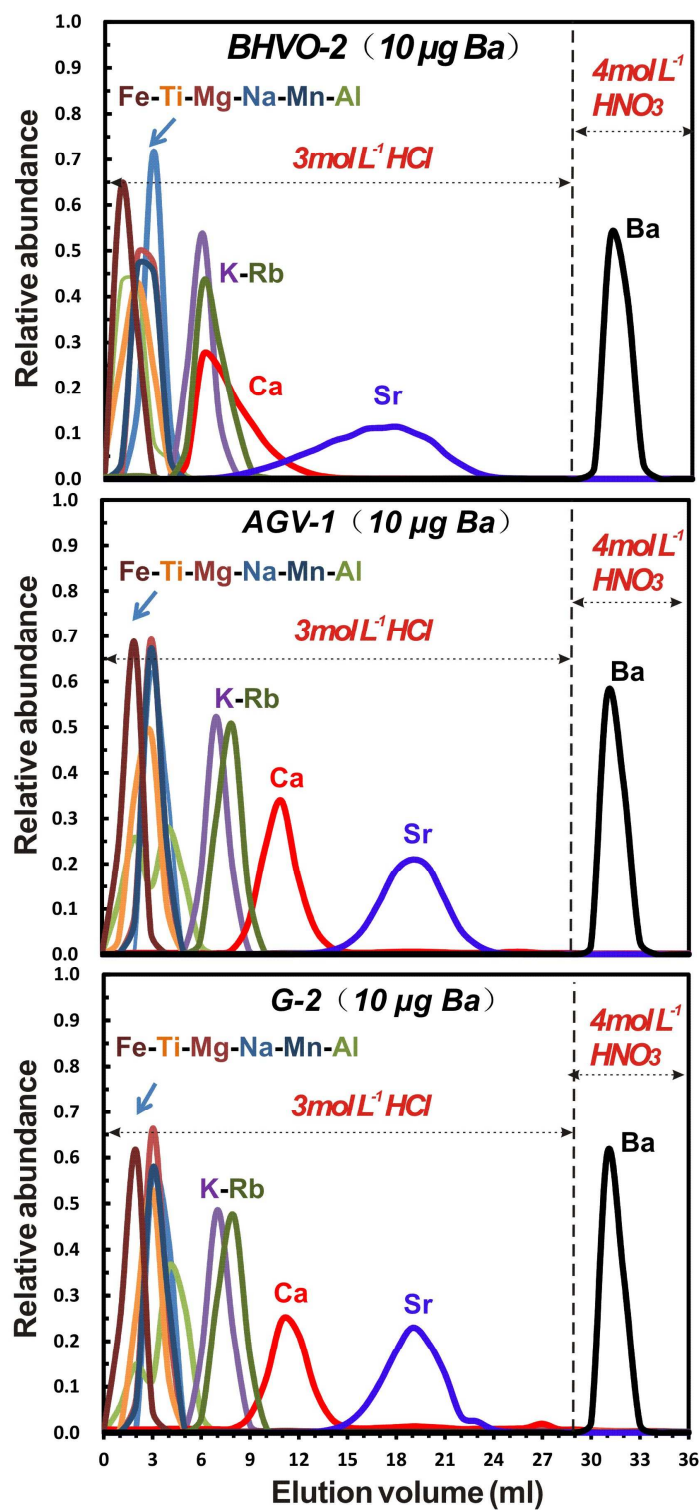 BHVO-2（10 µg Ba）
Relative abundance
1.0
0.9
0.8
0.7
0.6
0.5
0.4
0.3
0.2
0.1
0.0
Fe-Ti-Mg-Na-Mn-Al
3mol L⁻¹ HCl
4mol L⁻¹
HNO3
K-Rb
Ca
Sr
Ba
AGV-1（10 µg Ba）
Relative abundance
1.0
0.9
0.8
0.7
0.6
0.5
0.4
0.3
0.2
0.1
0.0
Fe-Ti-Mg-Na-Mn-Al
3mol L⁻¹ HCl
4mol L⁻¹
HNO3
K-Rb
Ca
Sr
Ba
G-2（10 µg Ba）
Relative abundance
1.0
0.9
0.8
0.7
0.6
0.5
0.4
0.3
0.2
0.1
0.0
Fe-Ti-Mg-Na-Mn-Al
3mol L⁻¹ HCl
4mol L⁻¹
HNO3
K-Rb
Ca
Sr
Ba
0 3 6 9 12 15 18 21 24 27 30 33 36
Elution volume (ml)